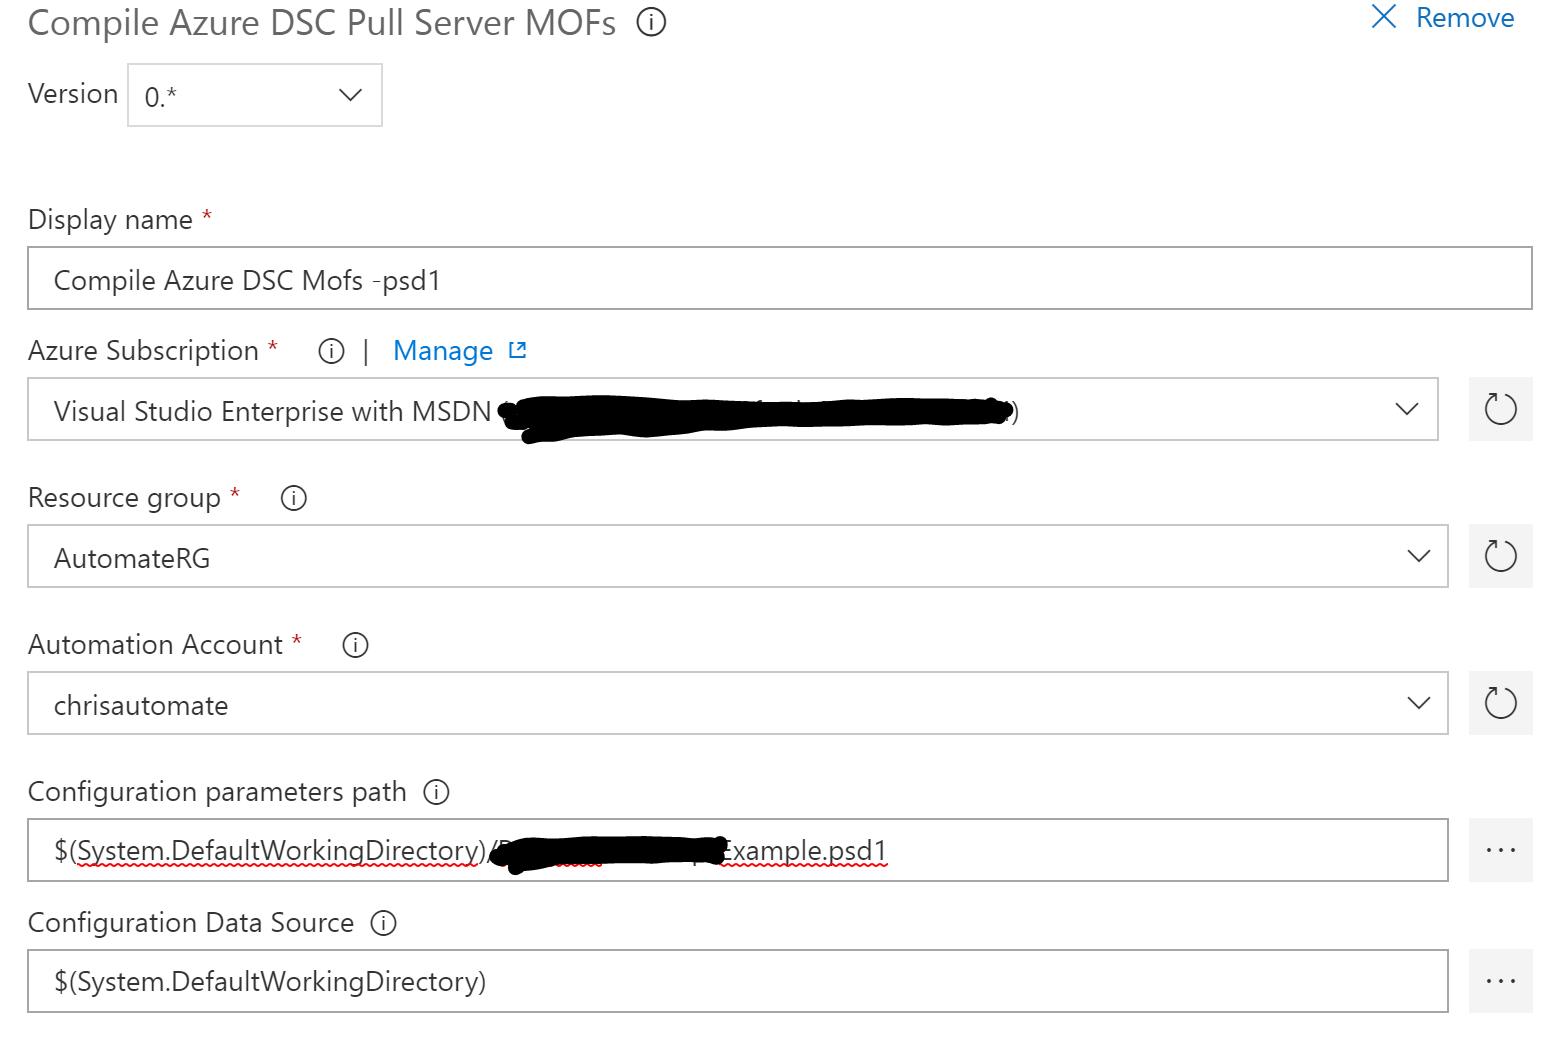 Compile Azure DSC Pull Server MOFs
Remove
Version 0.*
Display name *
Compile Azure DSC Mofs -psd1
Azure Subscription * | Manage
Visual Studio Enterprise with MSDN )
Resource group *
AutomateRG
Automation Account *
chrisautomate
Configuration parameters path
$(System.DefaultWorkingDirectory)/ Example.psd1
Configuration Data Source
$(System.DefaultWorkingDirectory)